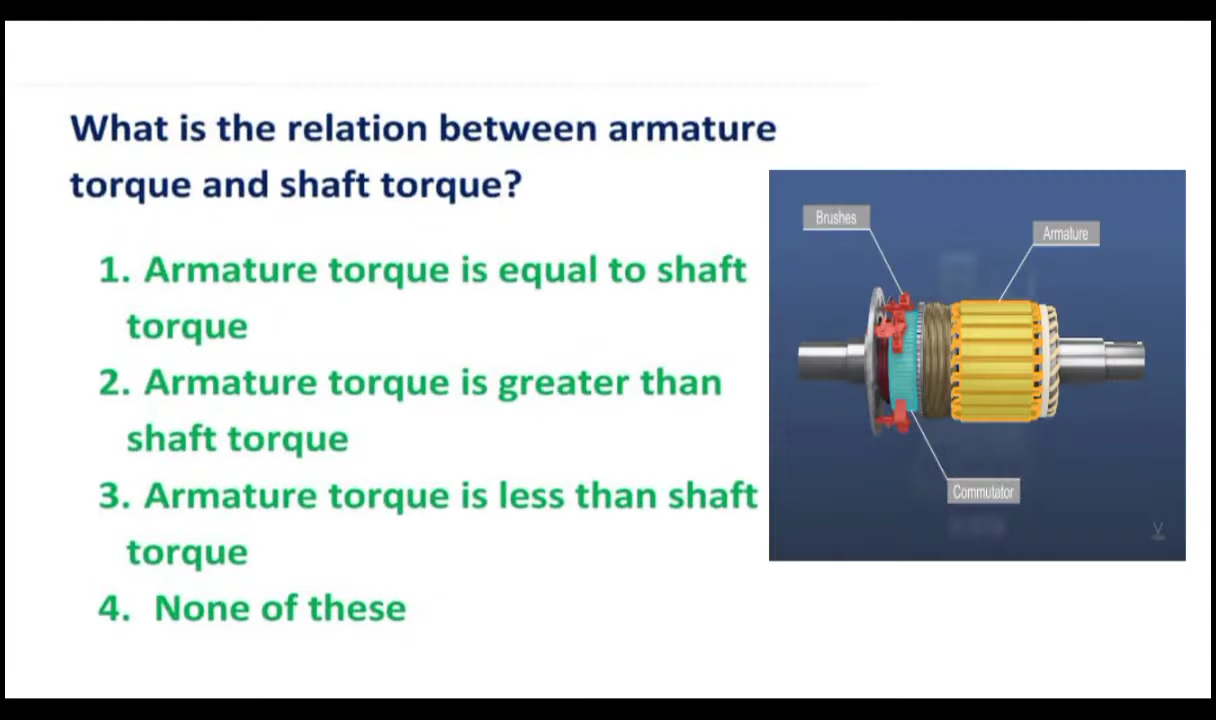 What is the relation between armature
torque and shaft torque?
1. Armature torque is equal to shaft
torque
2. Armature torque is greater than
shaft torque
3. Armature torque is less than shaft
torque
4. None of these
Brushes
Armature
Commutator